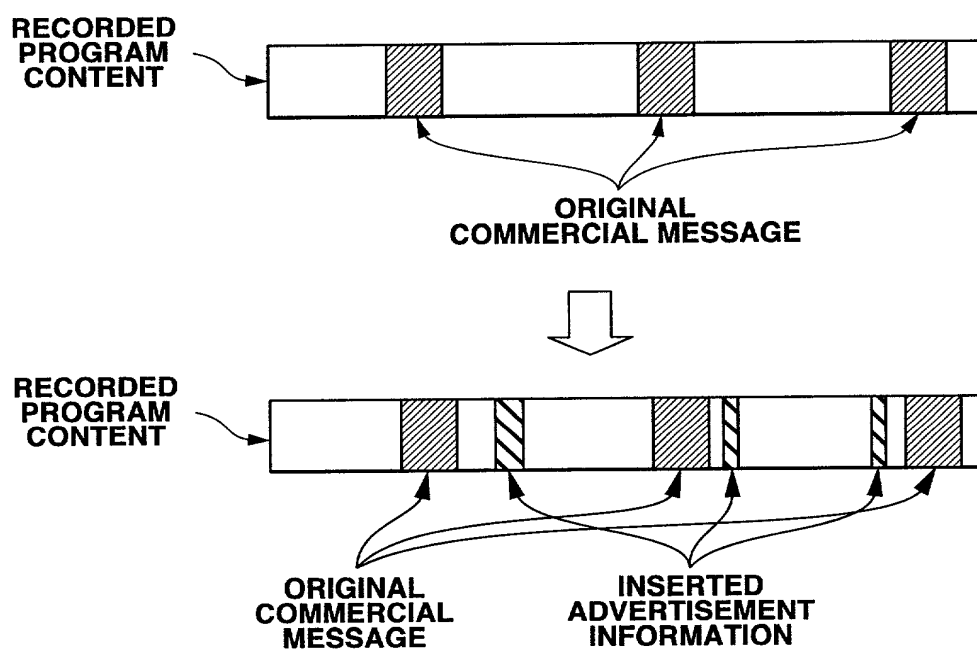 RECORDED
PROGRAM
CONTENT
ORIGINAL
COMMERCIAL MESSAGE
RECORDED
PROGRAM
CONTENT
ORIGINAL
COMMERCIAL
MESSAGE
INSERTED
ADVERTISEMENT
INFORMATION